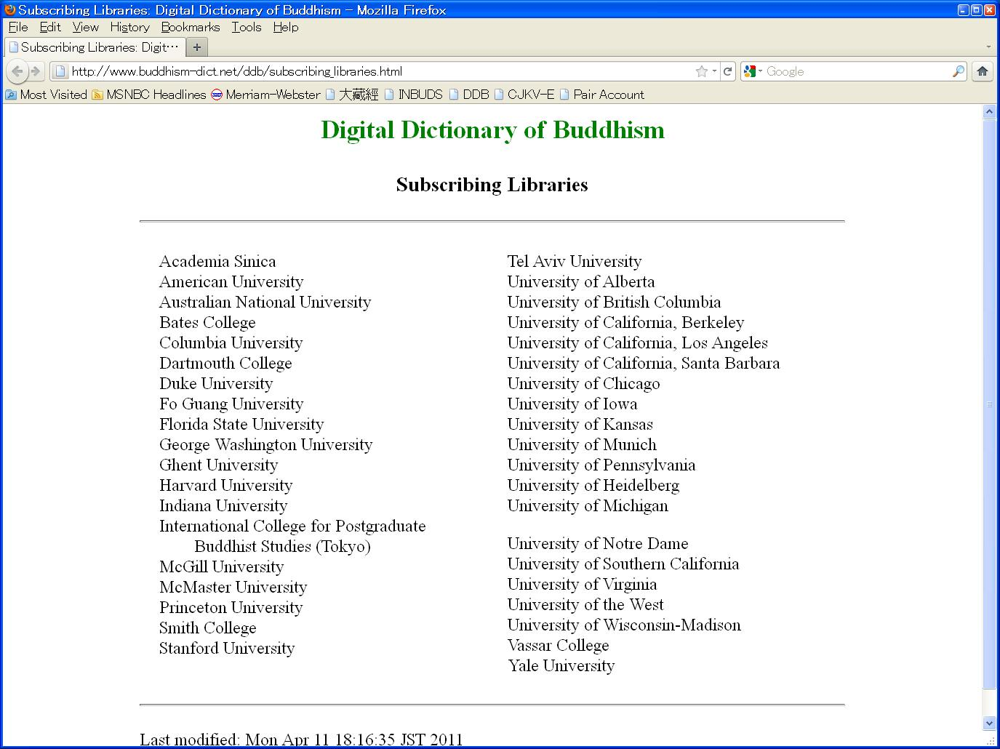 Subscribing Libraries: Digital Dictionary of Buddhism - Mozilla Firefox
File Edit View History Bookmarks Tools Help
Subscribing Libraries: Digit···
http://www.buddhism-dict.net/ddb/subscribing_libraries.html
Google
Most Visited MSNBC Headlines Merriam-Webster 大藏經 INBUDS DDB CJKV-E Pair Account
Digital Dictionary of Buddhism
Subscribing Libraries
Academia Sinica
American University
Australian National University
Bates College
Columbia University
Dartmouth College
Duke University
Fo Guang University
Florida State University
George Washington University
Ghent University
Harvard University
Indiana University
International College for Postgraduate
Buddhist Studies (Tokyo)
McGill University
McMaster University
Princeton University
Smith College
Stanford University
Tel Aviv University
University of Alberta
University of British Columbia
University of California, Berkeley
University of California, Los Angeles
University of California, Santa Barbara
University of Chicago
University of Iowa
University of Kansas
University of Munich
University of Pennsylvania
University of Heidelberg
University of Michigan
University of Notre Dame
University of Southern California
University of Virginia
University of the West
University of Wisconsin-Madison
Vassar College
Yale University
Last modified: Mon Apr 11 18:16:35 JST 2011